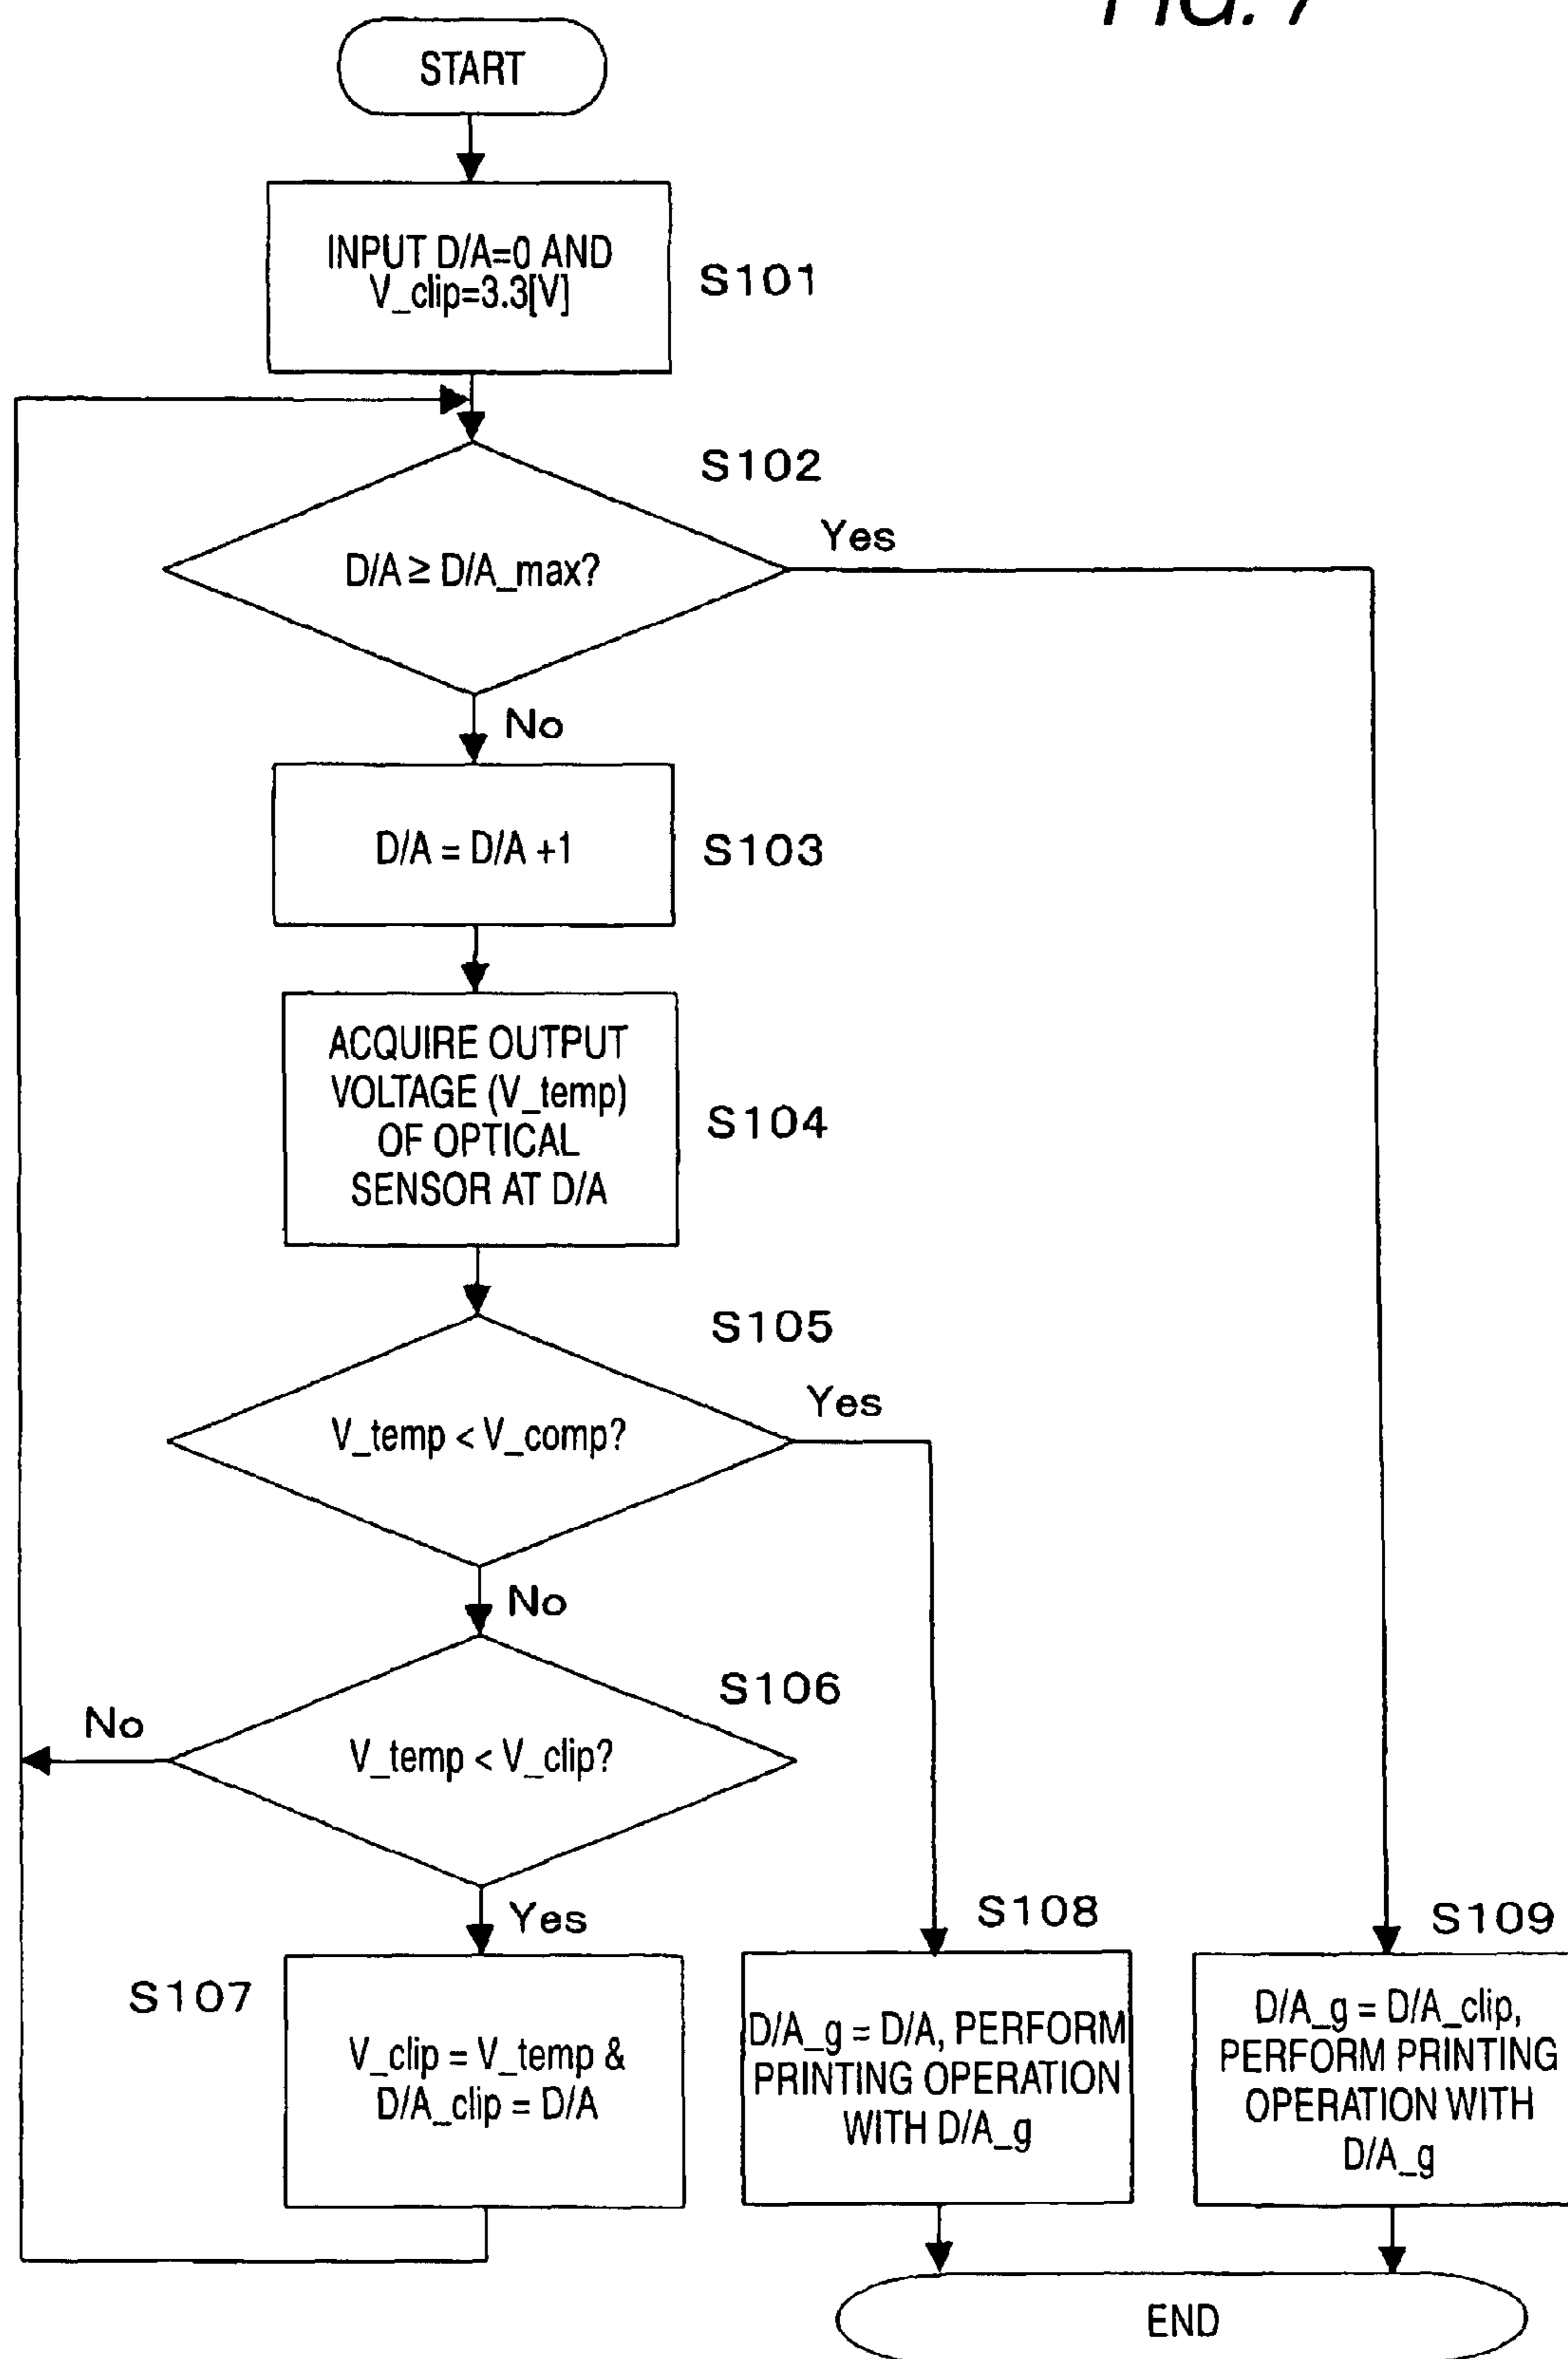 FIG. 7
START
INPUT D/A=0 AND
V_clip=3.3[V]
S101
S102
D/A ≥ D/A_max?
Yes
No
D/A = D/A +1
S103
ACQUIRE OUTPUT
VOLTAGE (V_temp)
OF OPTICAL
SENSOR AT D/A
S104
S105
V_temp < V_comp?
Yes
No
S106
V_temp < V_clip?
No
Yes
S107
V_clip = V_temp &
D/A_clip = D/A
S108
D/A_g = D/A, PERFORM
PRINTING OPERATION
WITH D/A_g
S109
D/A_g = D/A_clip,
PERFORM PRINTING
OPERATION WITH
D/A_g
END